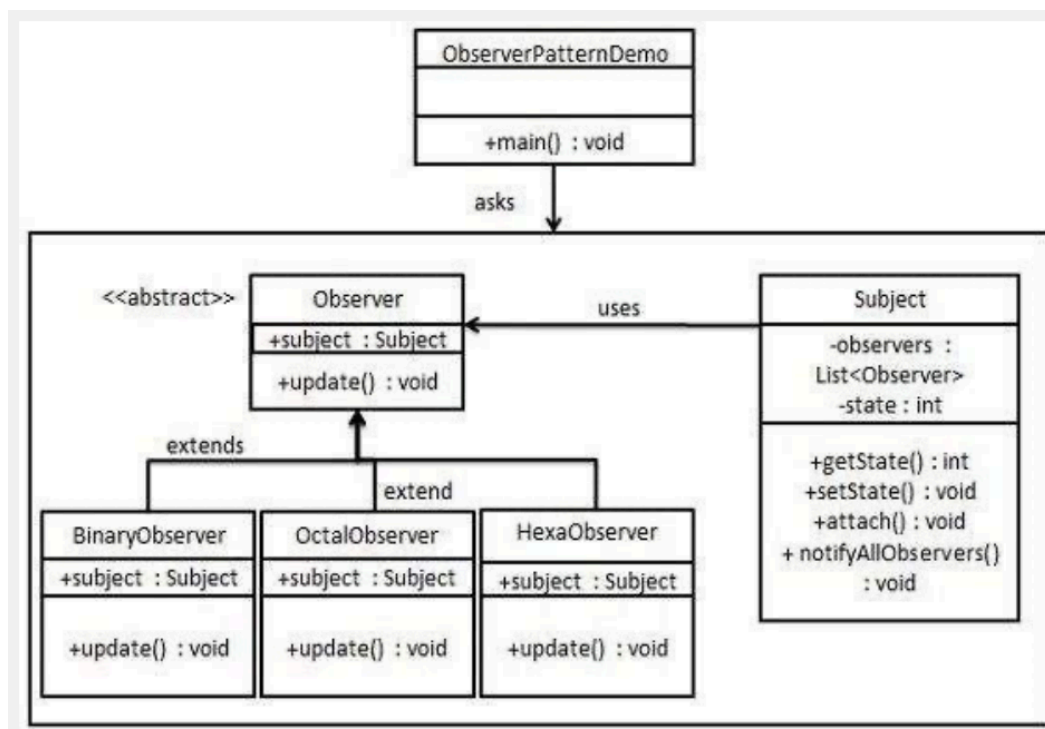 ObserverPatternDemo
+main() : void
asks
<<abstract>>
Observer
+subject : Subject
+update() : void
uses
Subject
-observers :
List<Observer>
-state : int
+getState() : int
+setState() : void
+attach() : void
+ notifyAllObservers()
: void
extends
extend
BinaryObserver
+subject : Subject
+update() : void
OctalObserver
+subject : Subject
+update() : void
HexaObserver
+subject : Subject
+update() : void